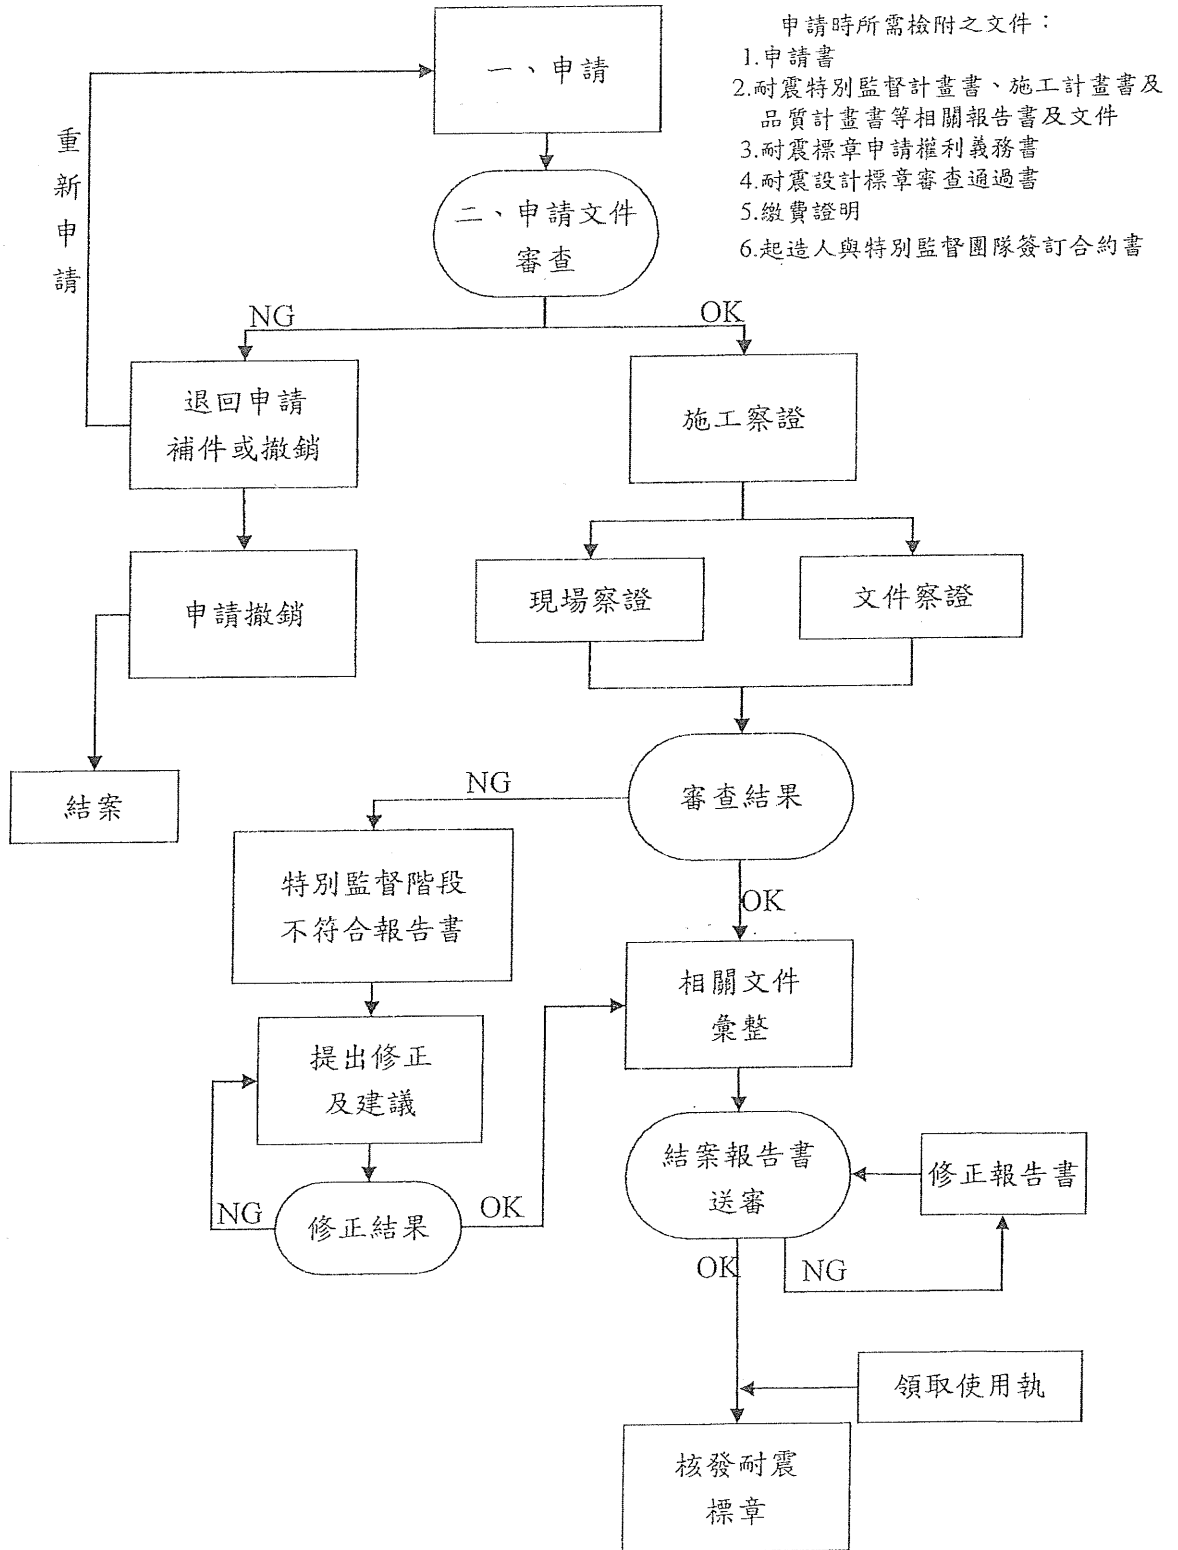 申請時所需檢附之文件：
1.申請書
2.耐震特別監督計畫書、施工計畫書及
品質計畫書等相關報告書及文件
3.耐震標章申請權利義務書
4.耐震設計標章審查通過書
5.繳費證明
6.起造人與特別監督團隊簽訂合約書
一、申請
重新申請
二、申請文件
審查
NG
OK
退回申請
補件或撤銷
施工察證
申請撤銷
現場察證
文件察證
結案
NG
審查結果
特別監督階段
不符合報告書
OK
相關文件
彙整
提出修正
及建議
結案報告書
送審
修正報告書
NG
修正結果
OK
OK
NG
領取使用執
核發耐震
標章